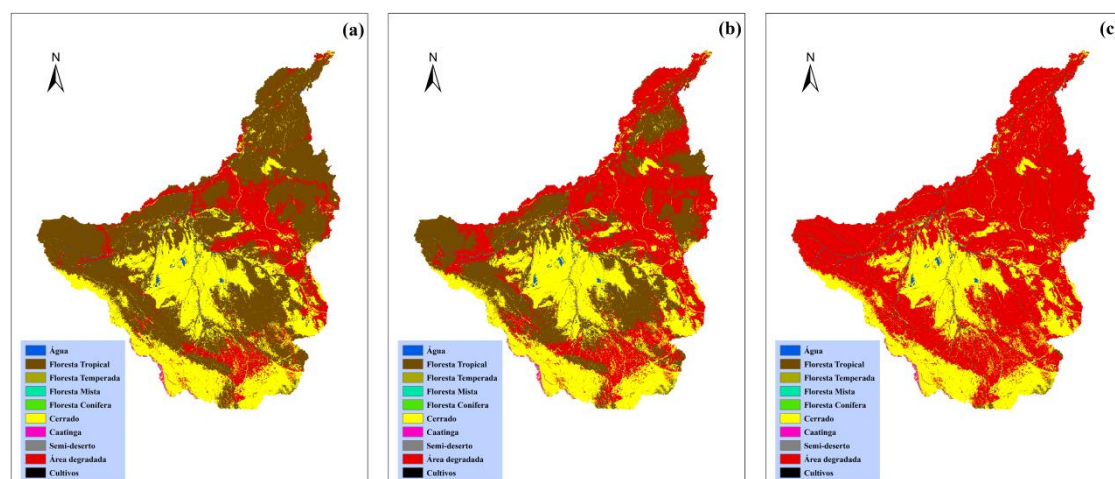 (a)
N
Água
Floresta Tropical
Floresta Temperada
Floresta Mista
Floresta Conífera
Cerrado
Caatinga
Semi-deserto
Área degradada
Cultivos
(b)
N
Água
Floresta Tropical
Floresta Temperada
Floresta Mista
Floresta Conífera
Cerrado
Caatinga
Semi-deserto
Área degradada
Cultivos
(c
N
Água
Floresta Tropical
Floresta Temperada
Floresta Mista
Floresta Conífera
Cerrado
Caatinga
Semi-deserto
Área degradada
Cultivos